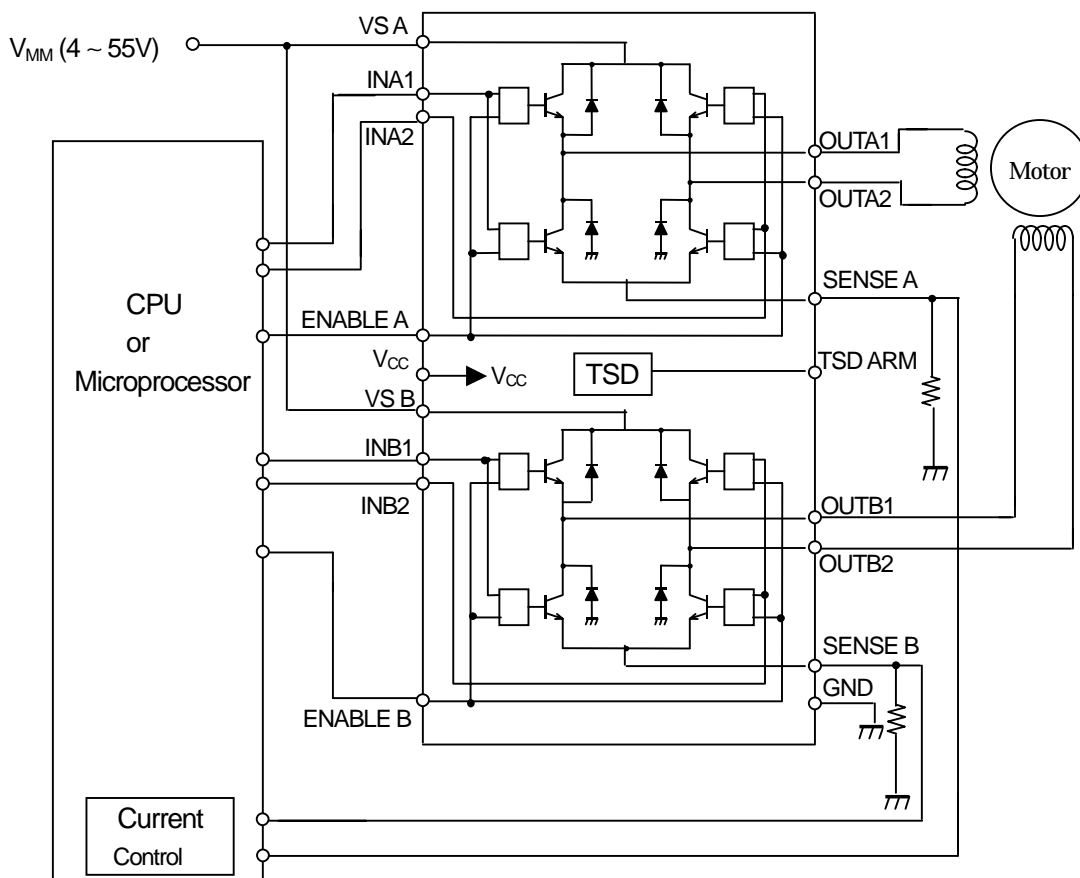 VS A
VMM (4 ~ 55V)
INA1
INA2
OUTA1
Motor
OUTA2
SENSE A
CPU
or
Microprocessor
ENABLE A
VCC
VCC
TSD
TSD ARM
VS B
INB1
INB2
OUTB1
OUTB2
SENSE B
GND
ENABLE B
Current
Control